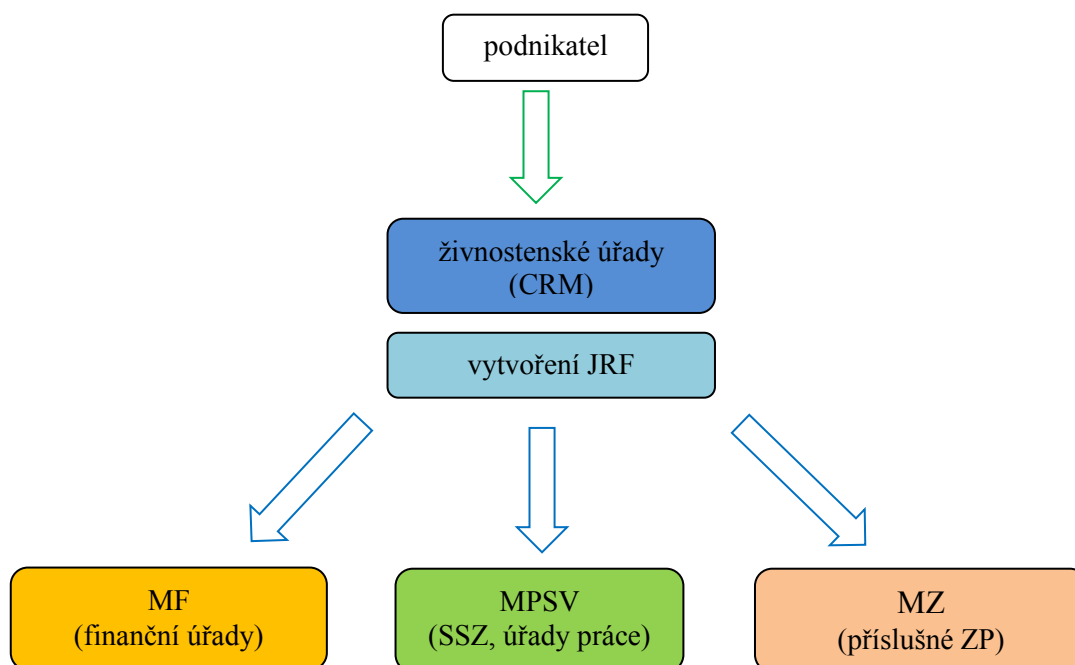 podnikatel
živnostenské úřady
(CRM)
vytvoření JRF
MF
(finanční úřady)
MPSV
(SSZ, úřady práce)
MZ
(příslušné ZP)